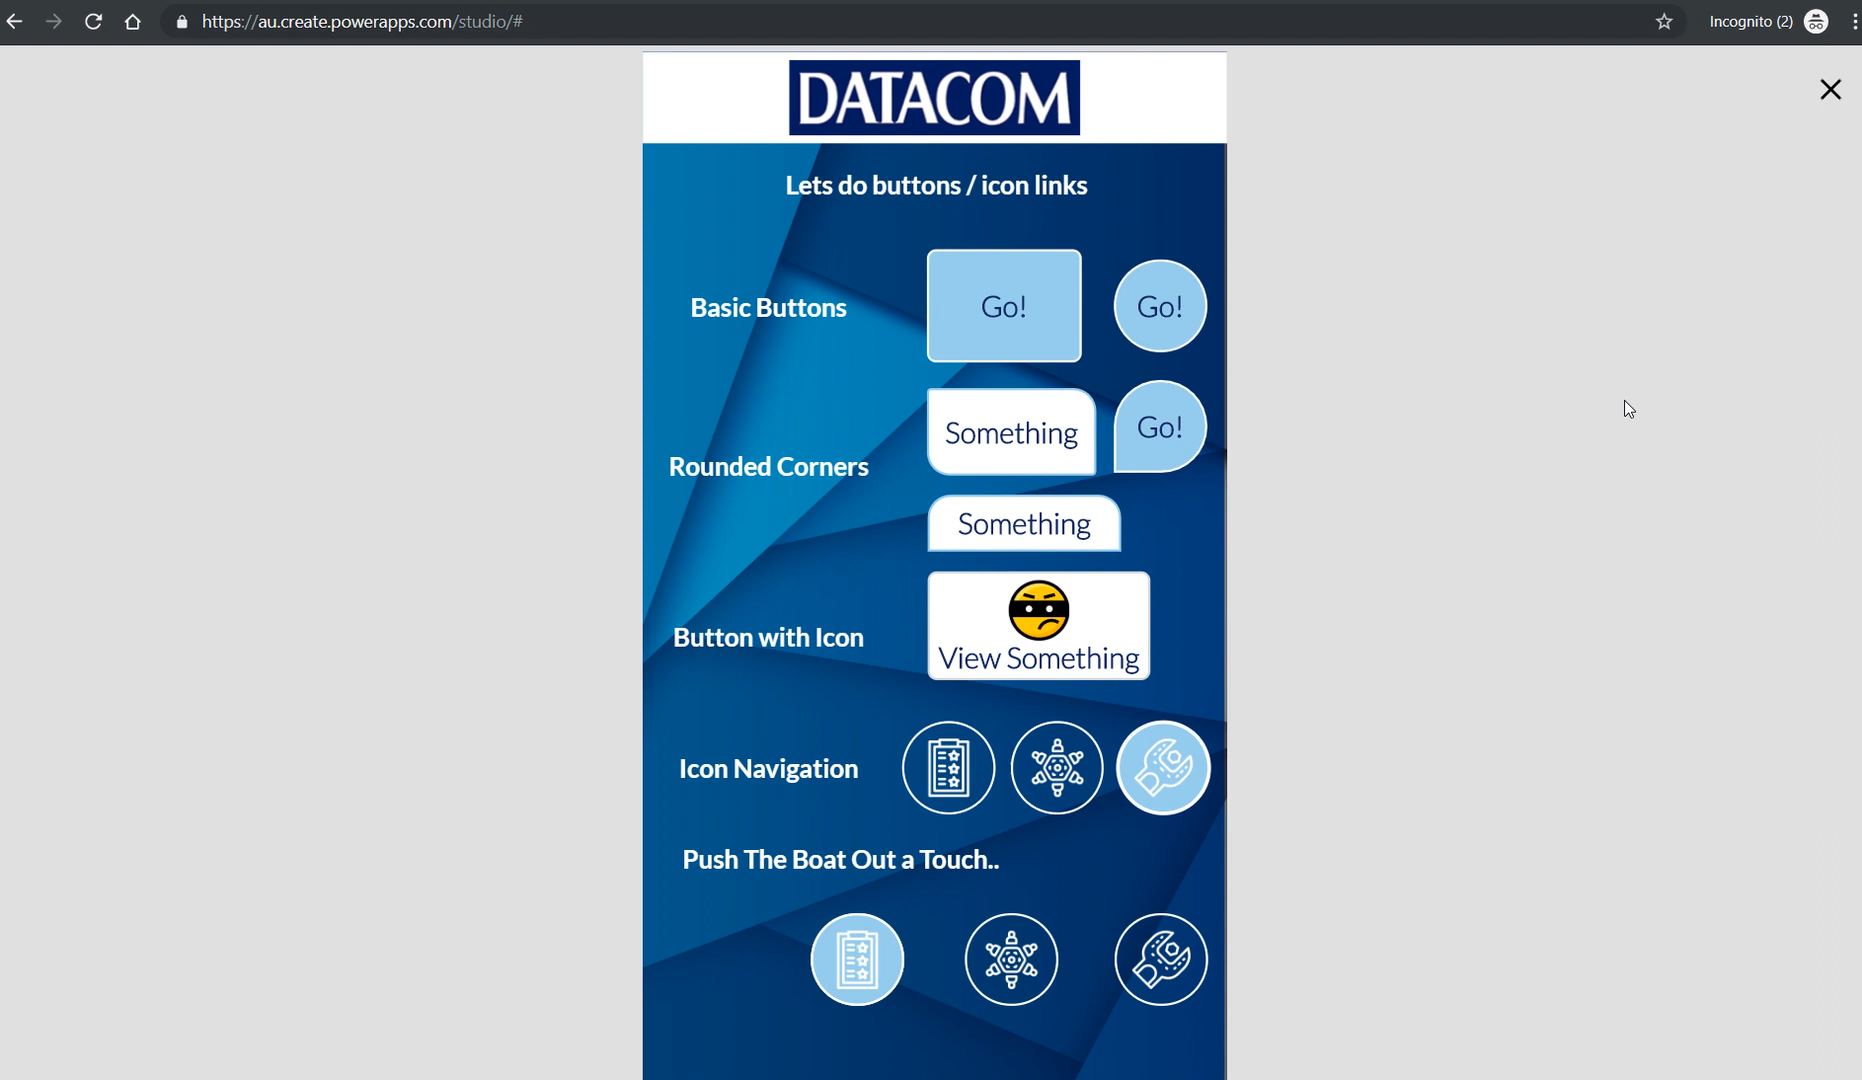 https://au.create.powerapps.com/studio/#
Incognito (2)
DATACOM
Lets do buttons / icon links
Basic Buttons
Go!
Go!
Rounded Corners
Something
Go!
Something
Button with Icon
View Something
Icon Navigation
Push The Boat Out a Touch..